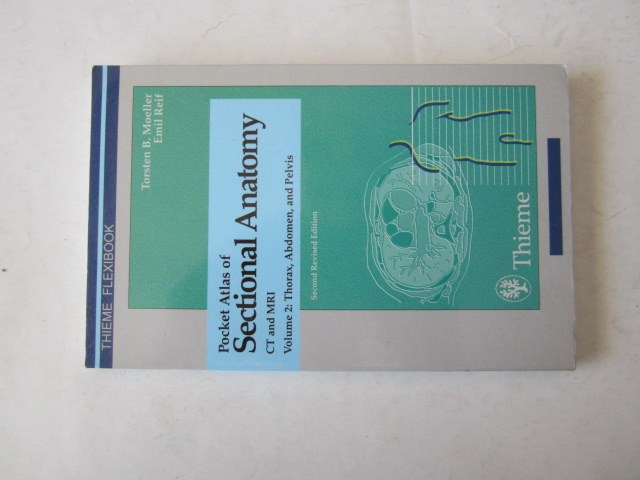 THIEME FLEXIBOOK
Torsten B. Moeller
Emil Reif
Pocket Atlas of
Sectional Anatomy
CT and MRI
Volume 2: Thorax, Abdomen, and Pelvis
Second Revised Edition
Thieme